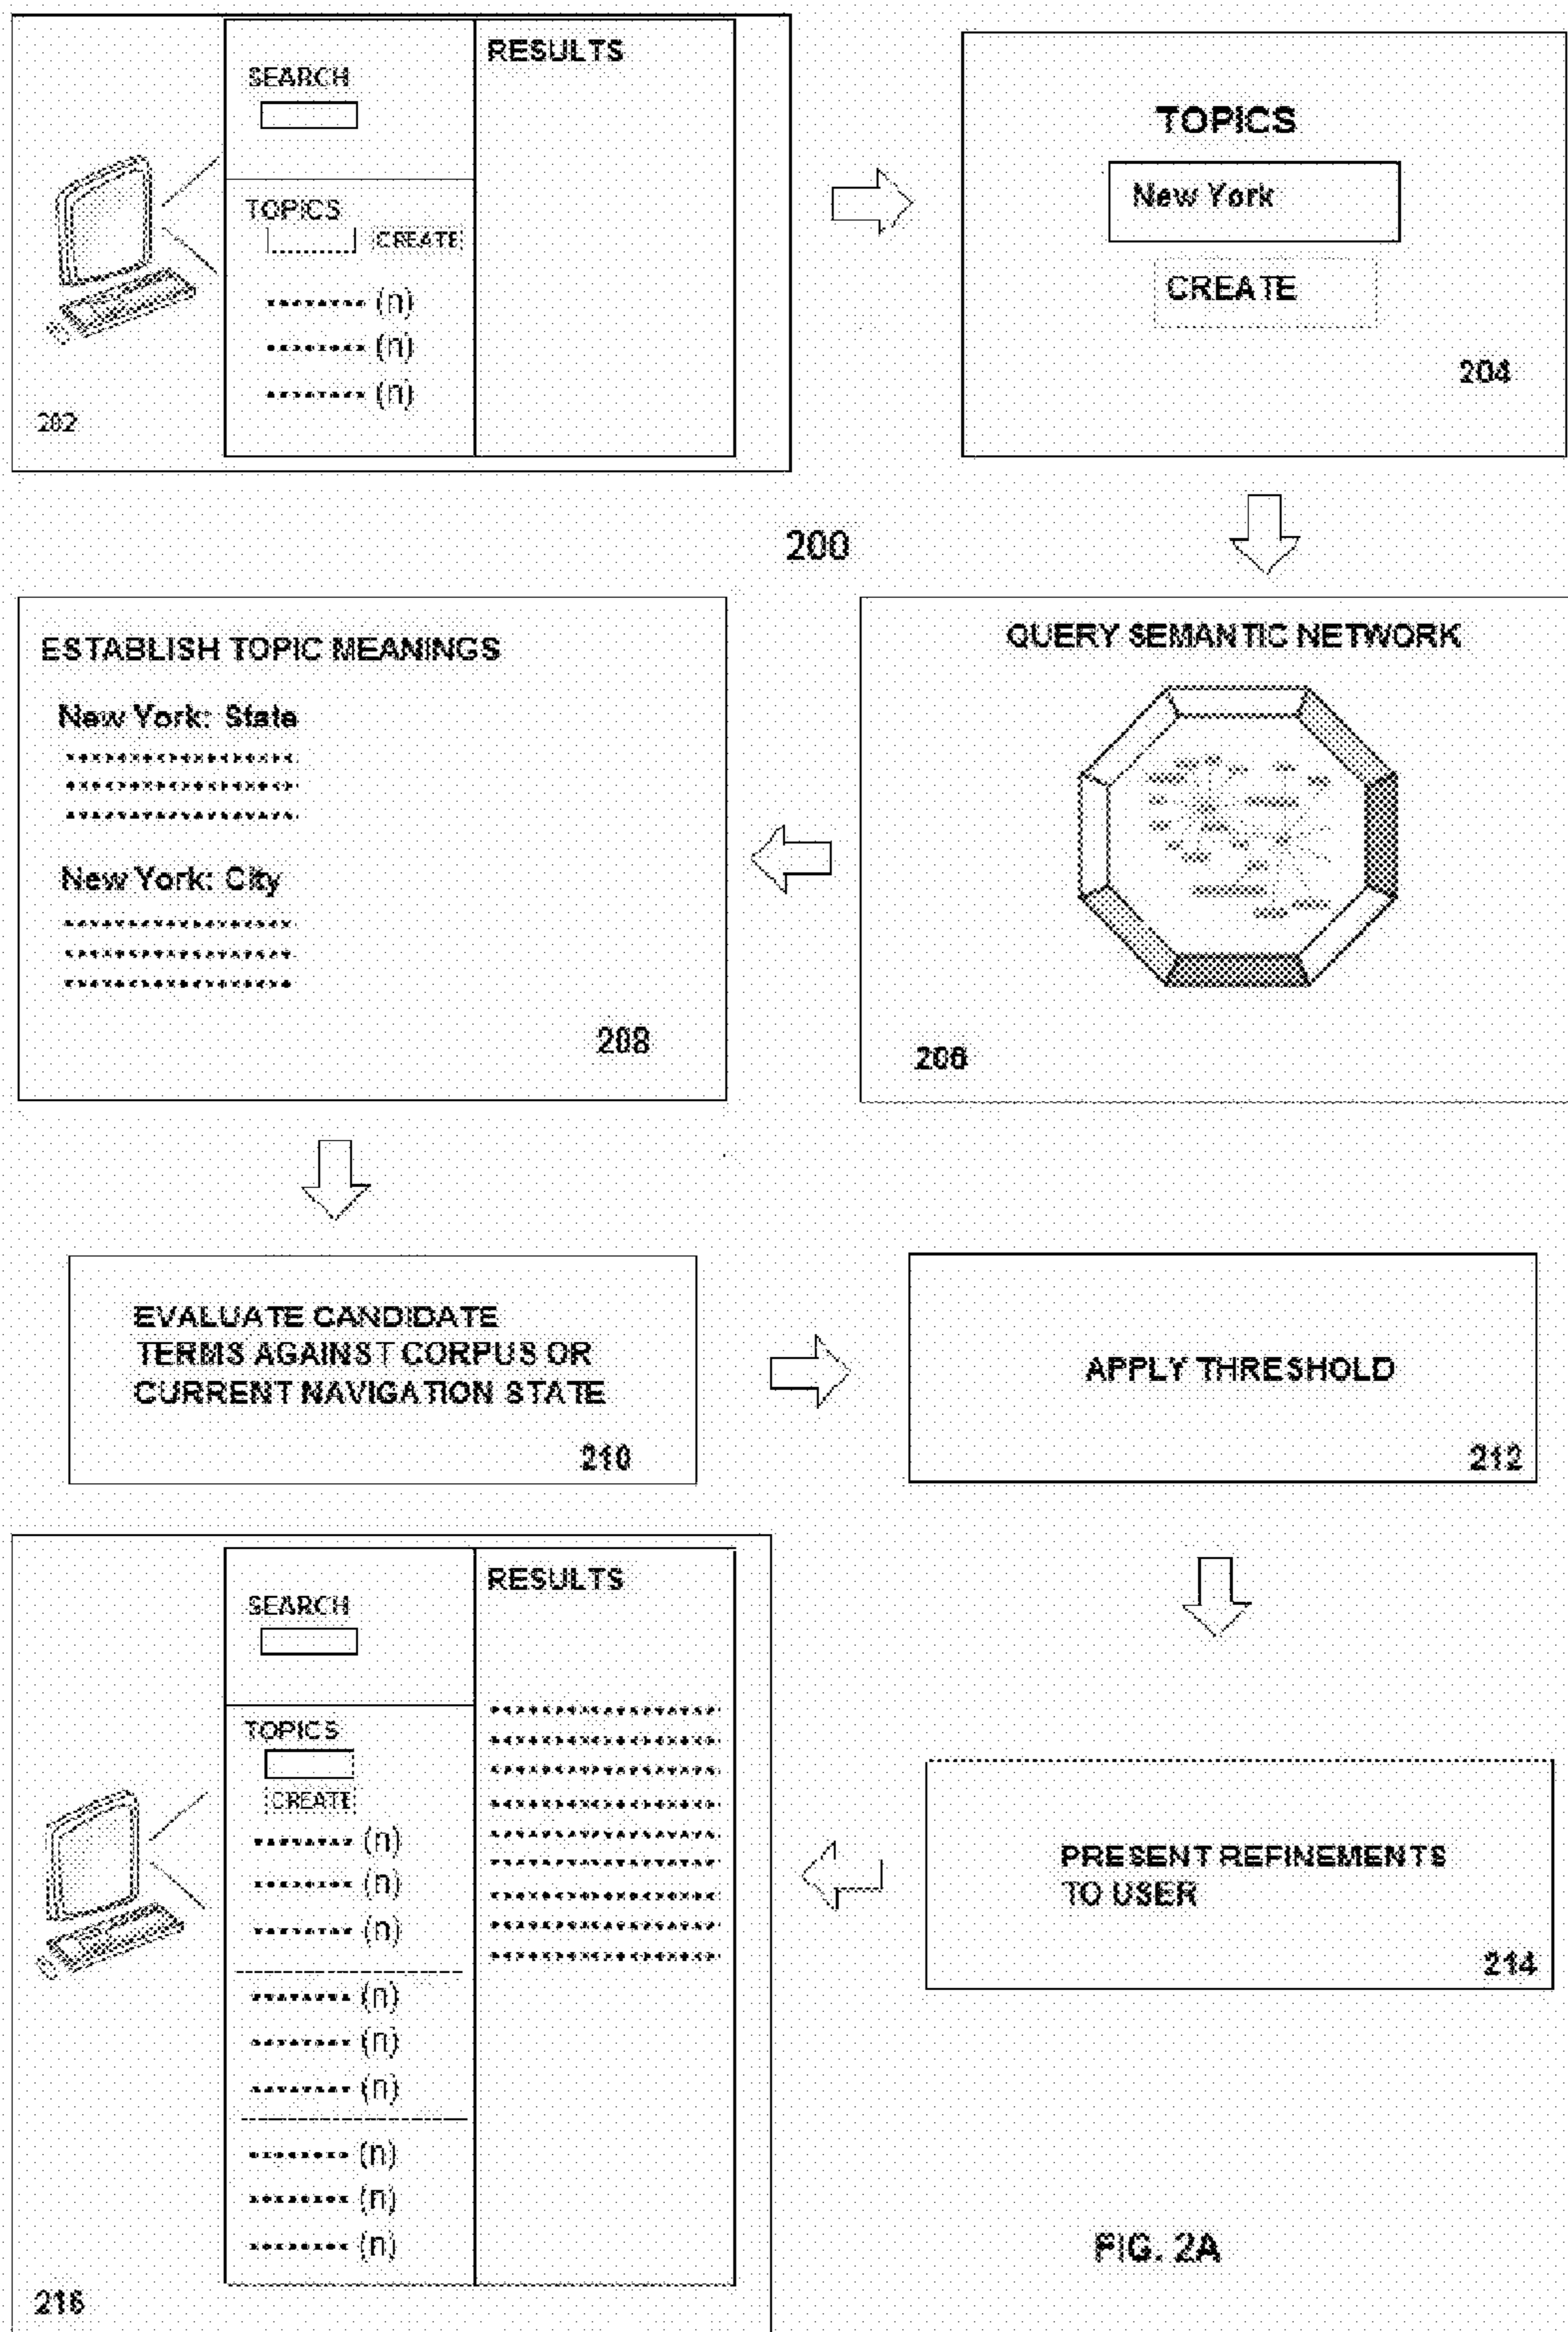 RESULTS
SEARCH
TOPICS
CREATE
(n)
(n)
(n)
202
TOPICS
New York
CREATE
204
200
QUERY SEMANTIC NETWORK
206
ESTABLISH TOPIC MEANINGS
New York: State
New York: City
208
EVALUATE CANDIDATE
TERMS AGAINST CORPUS OR
CURRENT NAVIGATION STATE
210
APPLY THRESHOLD
212
PRESENT REFINEMENTS
TO USER
214
RESULTS
SEARCH
TOPICS
CREATE
(n)
(n)
(n)
(n)
(n)
(n)
(n)
(n)
(n)
216
FIG. 2A